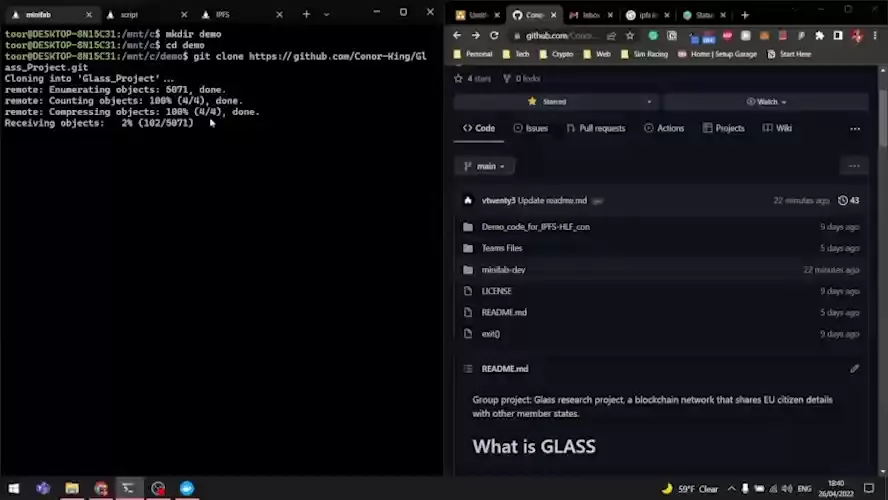 minifab
script
IPFS
toor@DESKTOP-8N15C31:/mnt/c$ mkdir demo
toor@DESKTOP-8N15C31:/mnt/c$ cd demo
toor@DESKTOP-8N15C31:/mnt/c/demo$ git clone https://github.com/Conor-King/Gl
ass_Project.git
Cloning into 'Glass_Project'...
remote: Enumerating objects: 5071, done.
remote: Counting objects: 100% (4/4), done.
remote: Compressing objects: 100% (4/4), done.
Receiving objects:   2% (102/5071)
Untitl
Conor-
Inbox
ipfs
Status
github.com/Conor-
Personal
Tech
Computing
Cyber
Web
Sim Racing
Home | Setup Garage
Start Here
4 stars
0 forks
Starred
Watch
Code
Issues
Pull requests
Actions
Projects
Wiki
main
vtwenty3 Update readme.md
22 minutes ago
43
Demo_code_for_IPFS-HLF_con
9 days ago
Teams Files
5 days ago
minifab-dev
22 minutes ago
LICENSE
9 days ago
README.md
5 days ago
exit()
9 days ago
README.md
Group project: Glass research project, a blockchain network that shares EU citizen details
with other member states.
What is GLASS
59°F Clear
ENG
18:40
26/04/2022